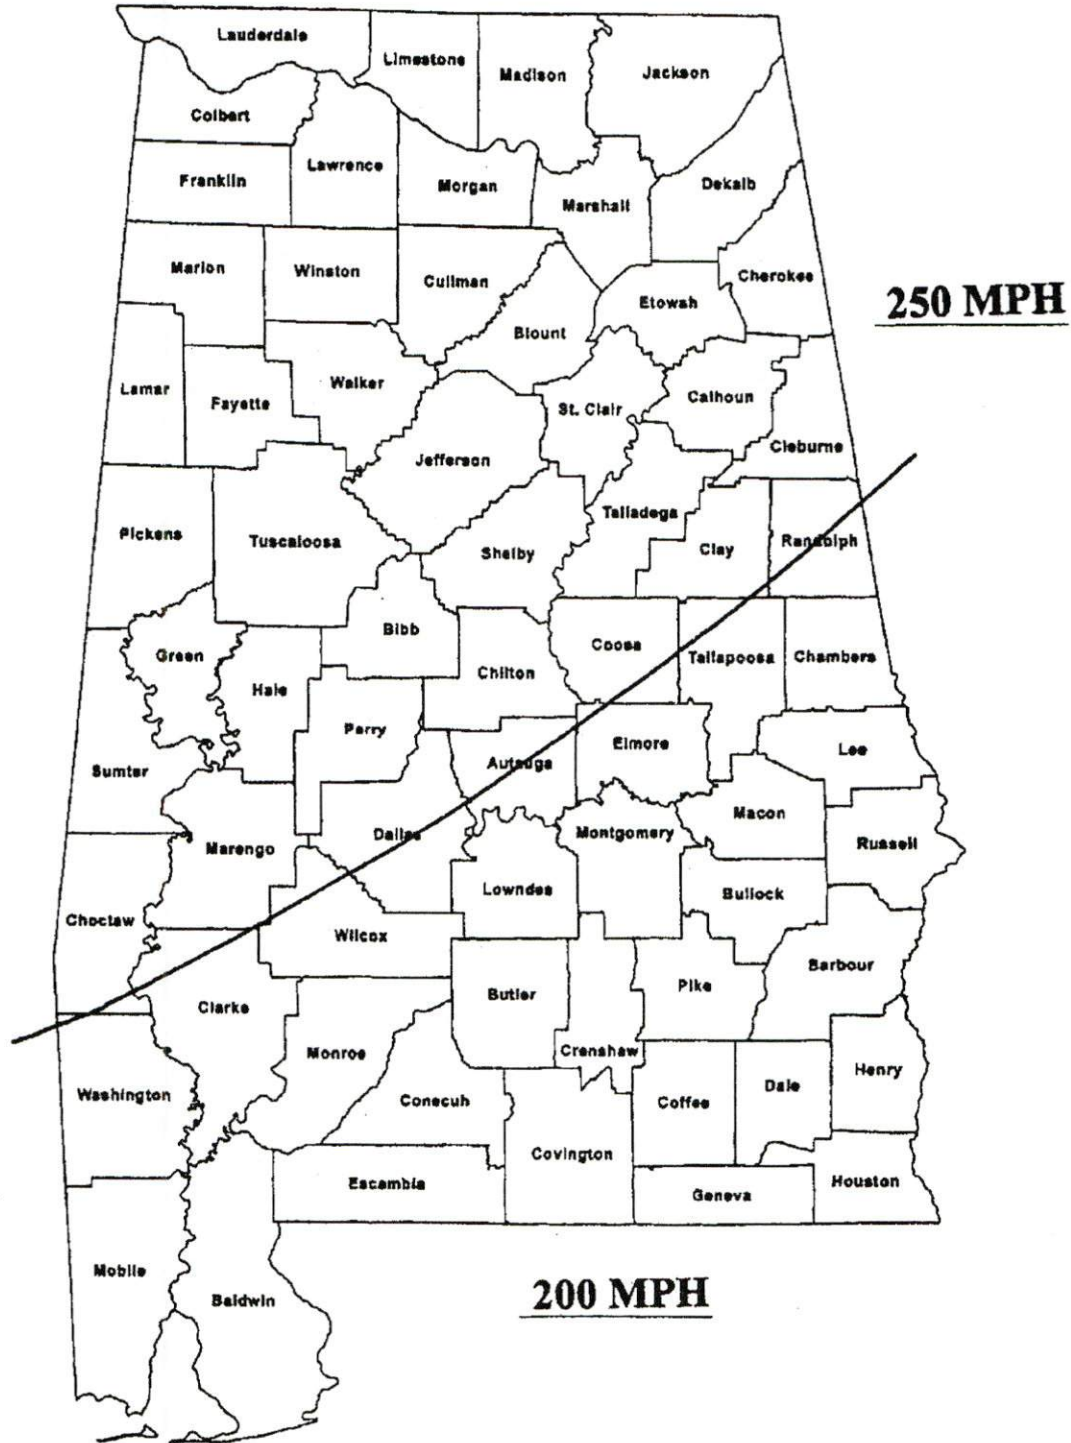 Lauderdale
Limestone
Madison
Jackson
Colbert
Lawrence
Franklin
Morgan
Marshall
Dekalb
Marion
Winston
Cullman
Cherokee
Etowah
250 MPH
Blount
Lamar
Fayette
Walker
St. Clair
Calhoun
Jefferson
Cleburne
Pickens
Tuscaloosa
Talladega
Shelby
Clay
Randolph
Bibb
Green
Coosa
Tallapoosa
Chambers
Hale
Chilton
Perry
Elmore
Lee
Sumter
Autauga
Macon
Dallas
Montgomery
Marengo
Russell
Lowndes
Bullock
Choctaw
Wilcox
Barbour
Pike
Butler
Clarke
Monroe
Crenshaw
Henry
Washington
Conecuh
Coffee
Dale
Covington
Escambia
Geneva
Houston
Mobile
Baldwin
200 MPH